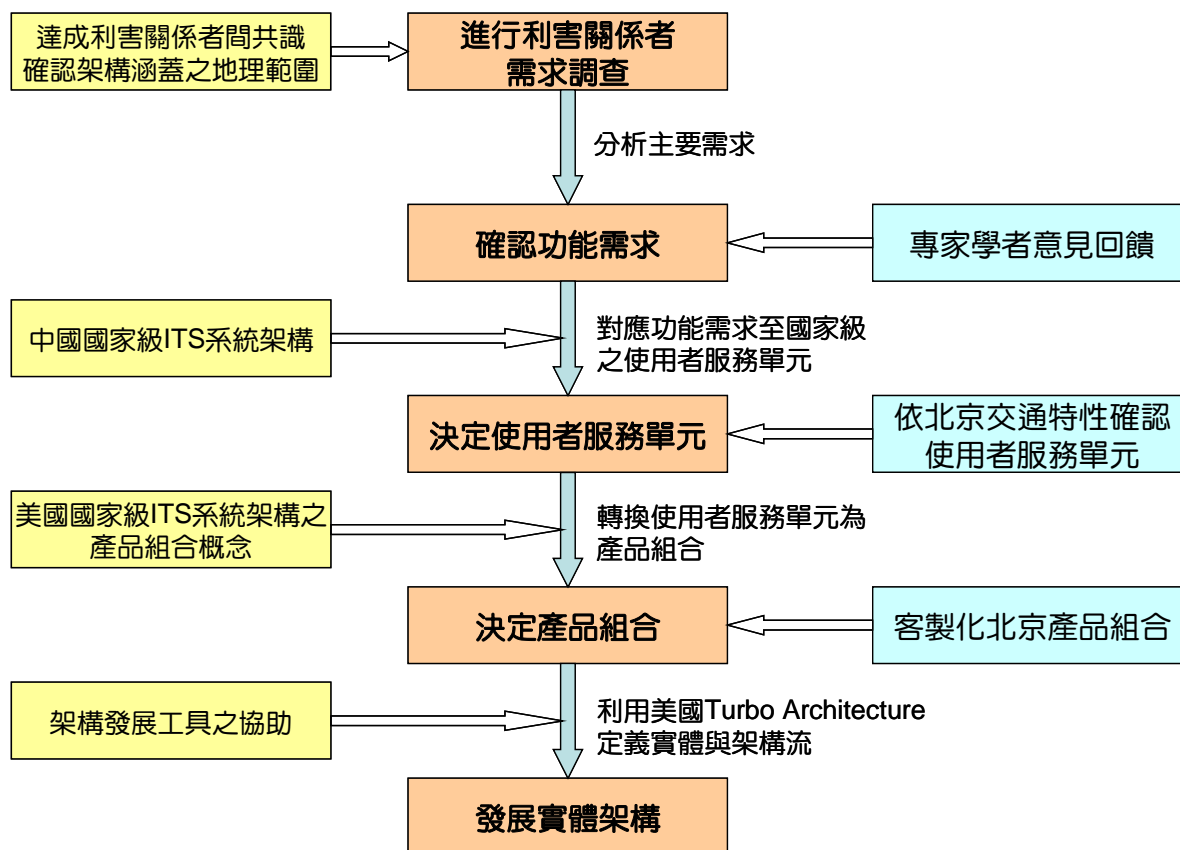 達成利害關係者間共識
確認架構涵蓋之地理範圍
進行利害關係者
需求調查
分析主要需求
確認功能需求
專家學者意見回饋
中國國家級ITS系統架構
對應功能需求至國家級
之使用者服務單元
決定使用者服務單元
依北京交通特性確認
使用者服務單元
美國國家級ITS系統架構之
產品組合概念
轉換使用者服務單元為
產品組合
決定產品組合
客製化北京產品組合
架構發展工具之協助
利用美國Turbo Architecture
定義實體與架構流
發展實體架構